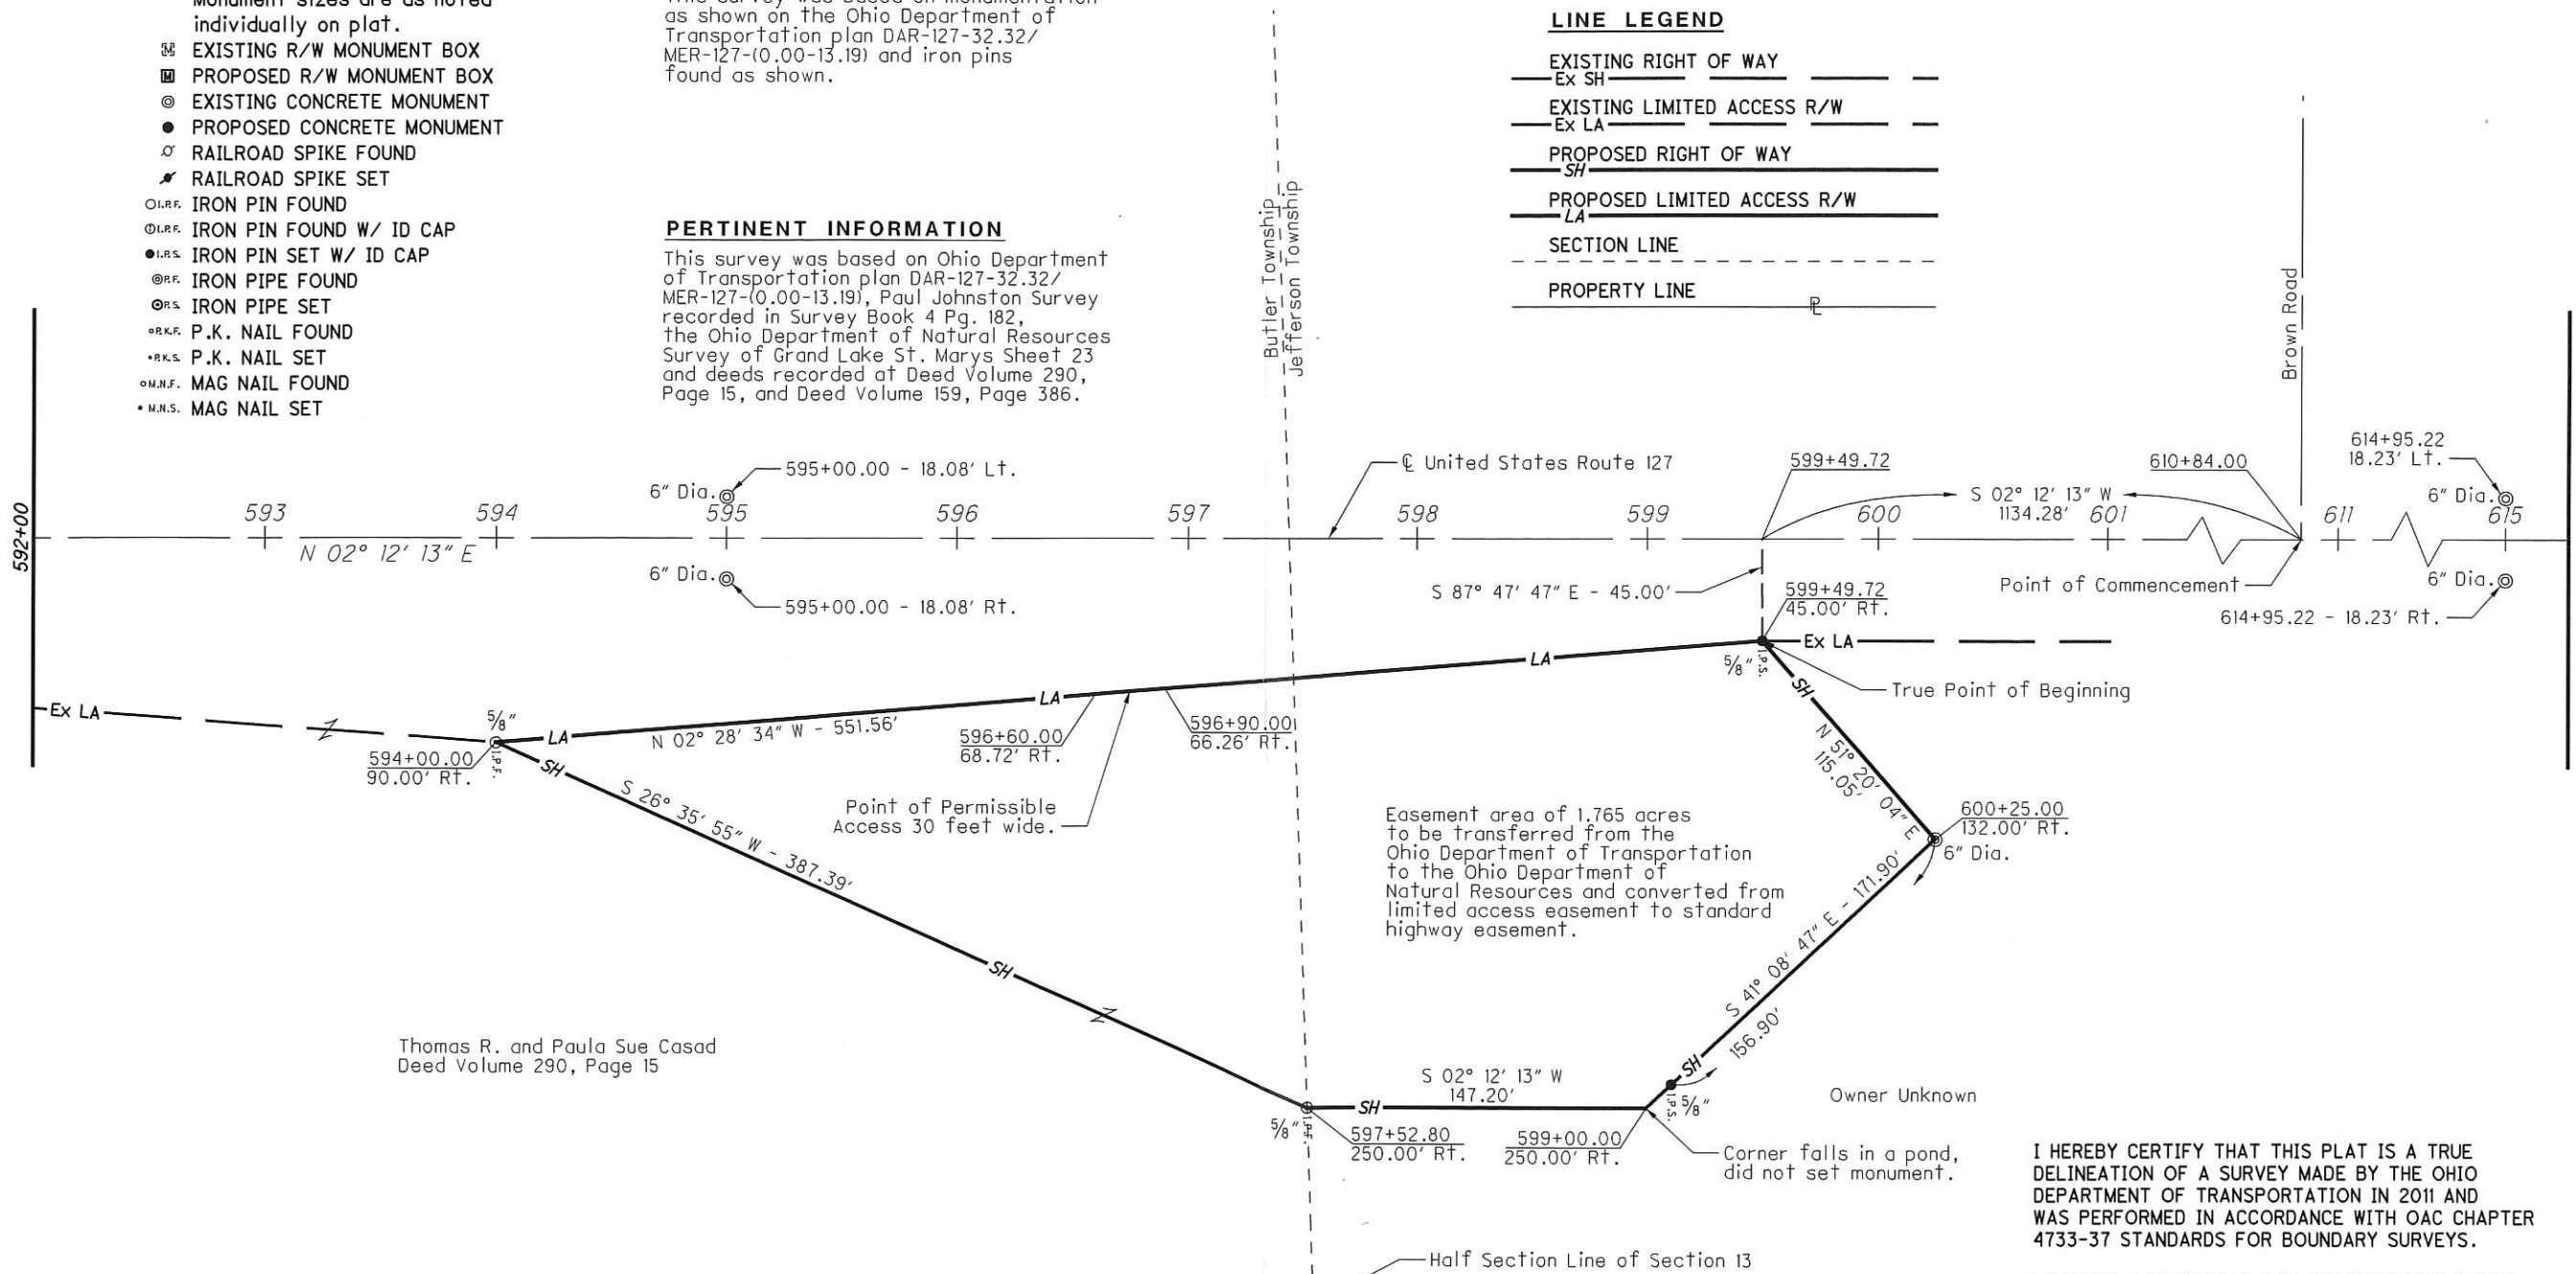 Monument sizes are as noted
individually on plat.
EXISTING R/W MONUMENT BOX
PROPOSED R/W MONUMENT BOX
EXISTING CONCRETE MONUMENT
PROPOSED CONCRETE MONUMENT
RAILROAD SPIKE FOUND
RAILROAD SPIKE SET
I.P.F. IRON PIN FOUND
I.P.F. IRON PIN FOUND W/ ID CAP
I.P.S. IRON PIN SET W/ ID CAP
P.F. IRON PIPE FOUND
P.S. IRON PIPE SET
P.K.F. P.K. NAIL FOUND
P.K.S. P.K. NAIL SET
M.N.F. MAG NAIL FOUND
M.N.S. MAG NAIL SET
This survey was based on monumentation
as shown on the Ohio Department of
Transportation plan DAR-127-32.32/
MER-127-(0.00-13.19) and iron pins
found as shown.
PERTINENT INFORMATION
This survey was based on Ohio Department
of Transportation plan DAR-127-32.32/
MER-127-(0.00-13.19), Paul Johnston Survey
recorded in Survey Book 4 Pg. 182,
the Ohio Department of Natural Resources
Survey of Grand Lake St. Marys Sheet 23
and deeds recorded at Deed Volume 290,
Page 15, and Deed Volume 159, Page 386.
Butler Township
Jefferson Township
LINE LEGEND
EXISTING RIGHT OF WAY
Ex SH
EXISTING LIMITED ACCESS R/W
Ex LA
PROPOSED RIGHT OF WAY
SH
PROPOSED LIMITED ACCESS R/W
LA
SECTION LINE
PROPERTY LINE
PL
Brown Road
592+00
593
594
595
596
597
598
599
600
601
611
615
N 02° 12' 13" E
6" Dia.
595+00.00 - 18.08' Lt.
6" Dia.
595+00.00 - 18.08' Rt.
℄ United States Route 127
599+49.72
S 02° 12' 13" W
1134.28'
610+84.00
614+95.22
18.23' Lt.
6" Dia.
Point of Commencement
6" Dia.
614+95.22 - 18.23' Rt.
S 87° 47' 47" E - 45.00'
599+49.72
45.00' Rt.
Ex LA
5/8"
I.P.S.
True Point of Beginning
Ex LA
5/8"
I.P.F.
594+00.00
90.00' Rt.
LA
N 02° 28' 34" W - 551.56'
LA
LA
596+60.00
68.72' Rt.
596+90.00
66.26' Rt.
Point of Permissible
Access 30 feet wide.
SH
S 26° 35' 55" W - 387.39'
SH
SH
N 51° 20' 04" E
115.05'
600+25.00
132.00' Rt.
6" Dia.
Easement area of 1.765 acres
to be transferred from the
Ohio Department of Transportation
to the Ohio Department of
Natural Resources and converted from
limited access easement to standard
highway easement.
S 41° 08' 47" E - 171.90'
156.90'
SH
I.P.S.
5/8"
Thomas R. and Paula Sue Casad
Deed Volume 290, Page 15
S 02° 12' 13" W
147.20'
SH
5/8"
I.P.F.
597+52.80
250.00' Rt.
599+00.00
250.00' Rt.
Corner falls in a pond,
did not set monument.
Owner Unknown
Half Section Line of Section 13
I HEREBY CERTIFY THAT THIS PLAT IS A TRUE
DELINEATION OF A SURVEY MADE BY THE OHIO
DEPARTMENT OF TRANSPORTATION IN 2011 AND
WAS PERFORMED IN ACCORDANCE WITH OAC CHAPTER
4733-37 STANDARDS FOR BOUNDARY SURVEYS.